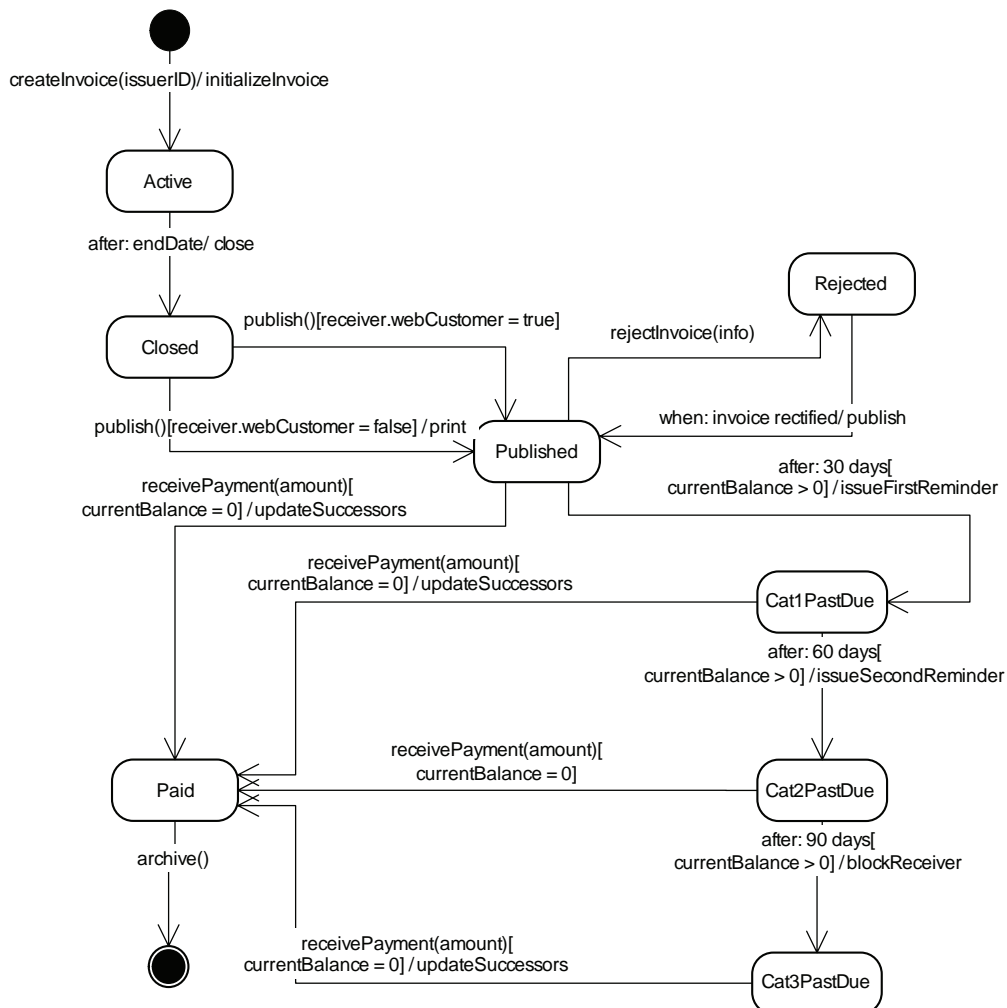 createInvoice(issuerID)/ initializeInvoice
Active
after: endDate/ close
Rejected
publish()[receiver.webCustomer = true]
rejectInvoice(info)
Closed
publish()[receiver.webCustomer = false] /print
when: invoice rectified/ publish
Published
after: 30 days[
currentBalance > 0] /issueFirstReminder
receivePayment(amount)[
currentBalance = 0] /updateSuccessors
receivePayment(amount)[
currentBalance = 0] /updateSuccessors
Cat1PastDue
after: 60 days[
currentBalance > 0] /issueSecondReminder
receivePayment(amount)[
currentBalance = 0]
Paid
Cat2PastDue
after: 90 days[
currentBalance > 0] /blockReceiver
archive()
receivePayment(amount)[
currentBalance = 0] /updateSuccessors
Cat3PastDue